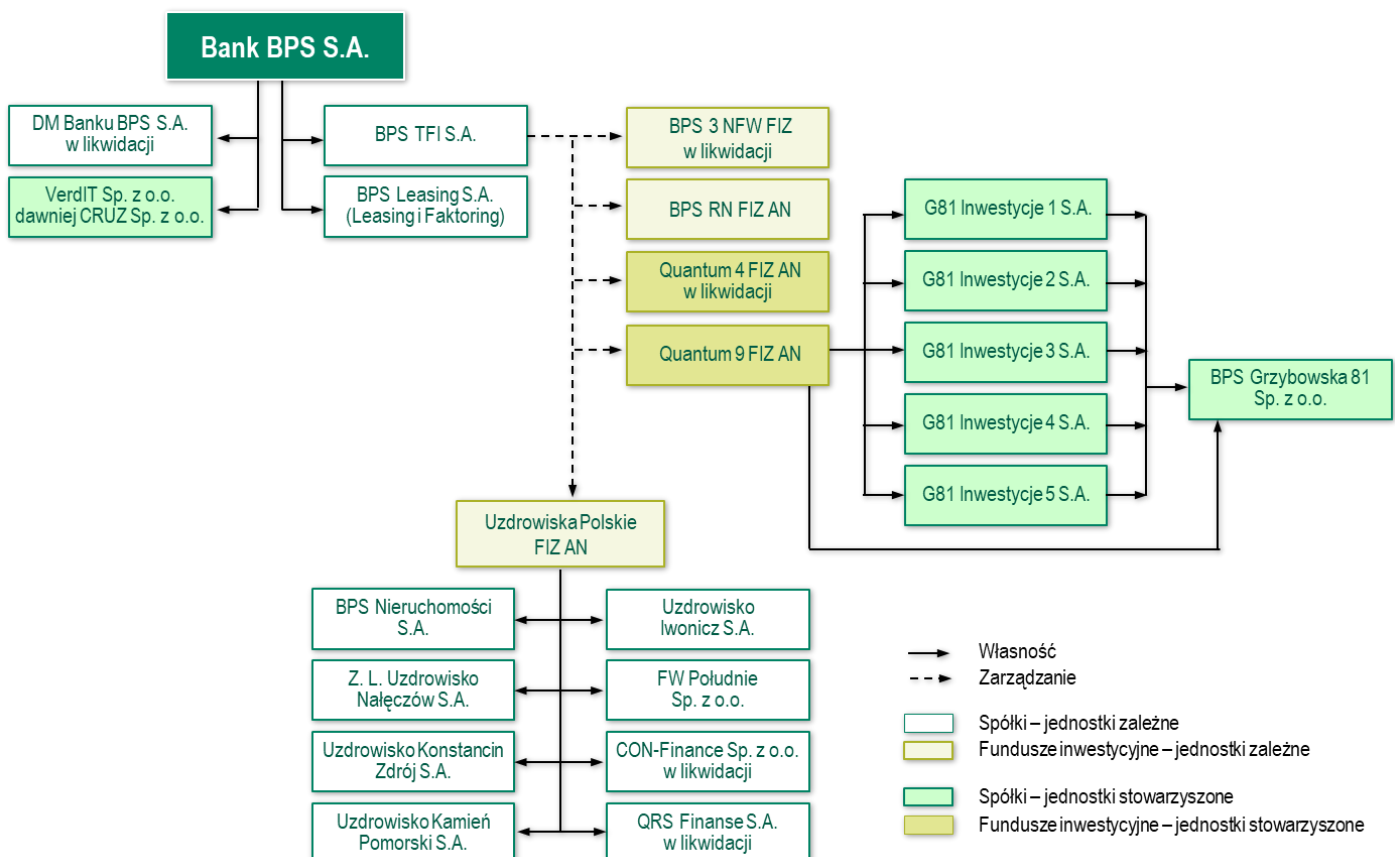 Bank BPS S.A.
DM Banku BPS S.A.
w likwidacji
VerdIT Sp. z o.o.
dawniej CRUZ Sp. z o.o.
BPS TFI S.A.
BPS Leasing S.A.
(Leasing i Faktoring)
BPS 3 NFW FIZ
w likwidacji
BPS RN FIZ AN
Quantum 4 FIZ AN
w likwidacji
Quantum 9 FIZ AN
G81 Inwestycje 1 S.A.
G81 Inwestycje 2 S.A.
G81 Inwestycje 3 S.A.
G81 Inwestycje 4 S.A.
G81 Inwestycje 5 S.A.
BPS Grzybowska 81
Sp. z o.o.
Uzdrowiska Polskie
FIZ AN
BPS Nieruchomości
S.A.
Uzdrowisko
Iwonicz S.A.
Z. L. Uzdrowisko
Nałęczów S.A.
FW Południe
Sp. z o.o.
Uzdrowisko Konstancin
Zdrój S.A.
CON-Finance Sp. z o.o.
w likwidacji
Uzdrowisko Kamień
Pomorski S.A.
QRS Finanse S.A.
w likwidacji
Własność
Zarządzanie
Spółki – jednostki zależne
Fundusze inwestycyjne – jednostki zależne
Spółki – jednostki stowarzyszone
Fundusze inwestycyjne – jednostki stowarzyszone